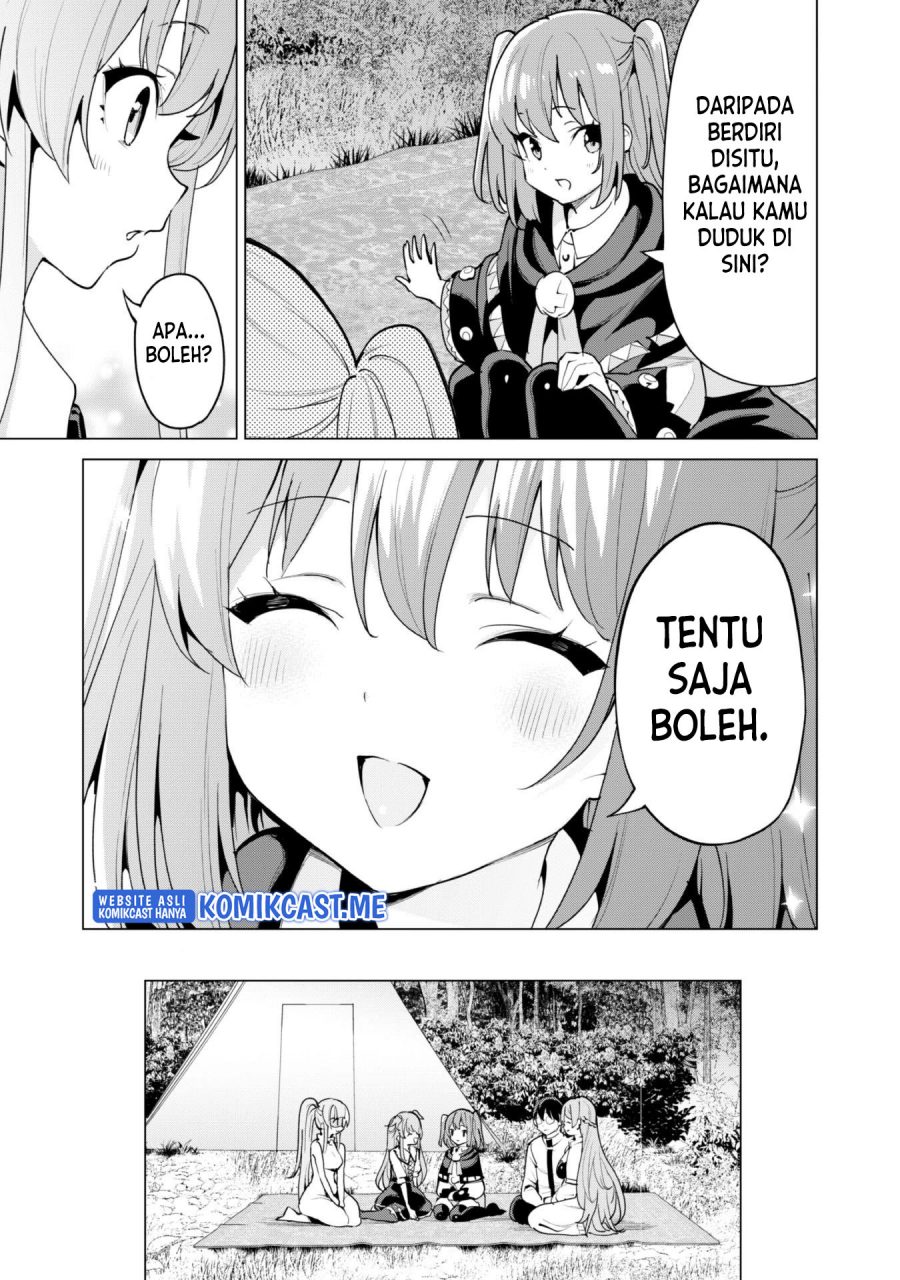 DARIPADA
BERDIRI
DISITU,
BAGAIMANA
KALAU KAMU
DUDUK DI
SINI?
APA...
BOLEH?
TENTU
SAJA
BOLEH.
WEBSITE ASLI
KOMIKCAST HANYA
KOMIKCAST.ME